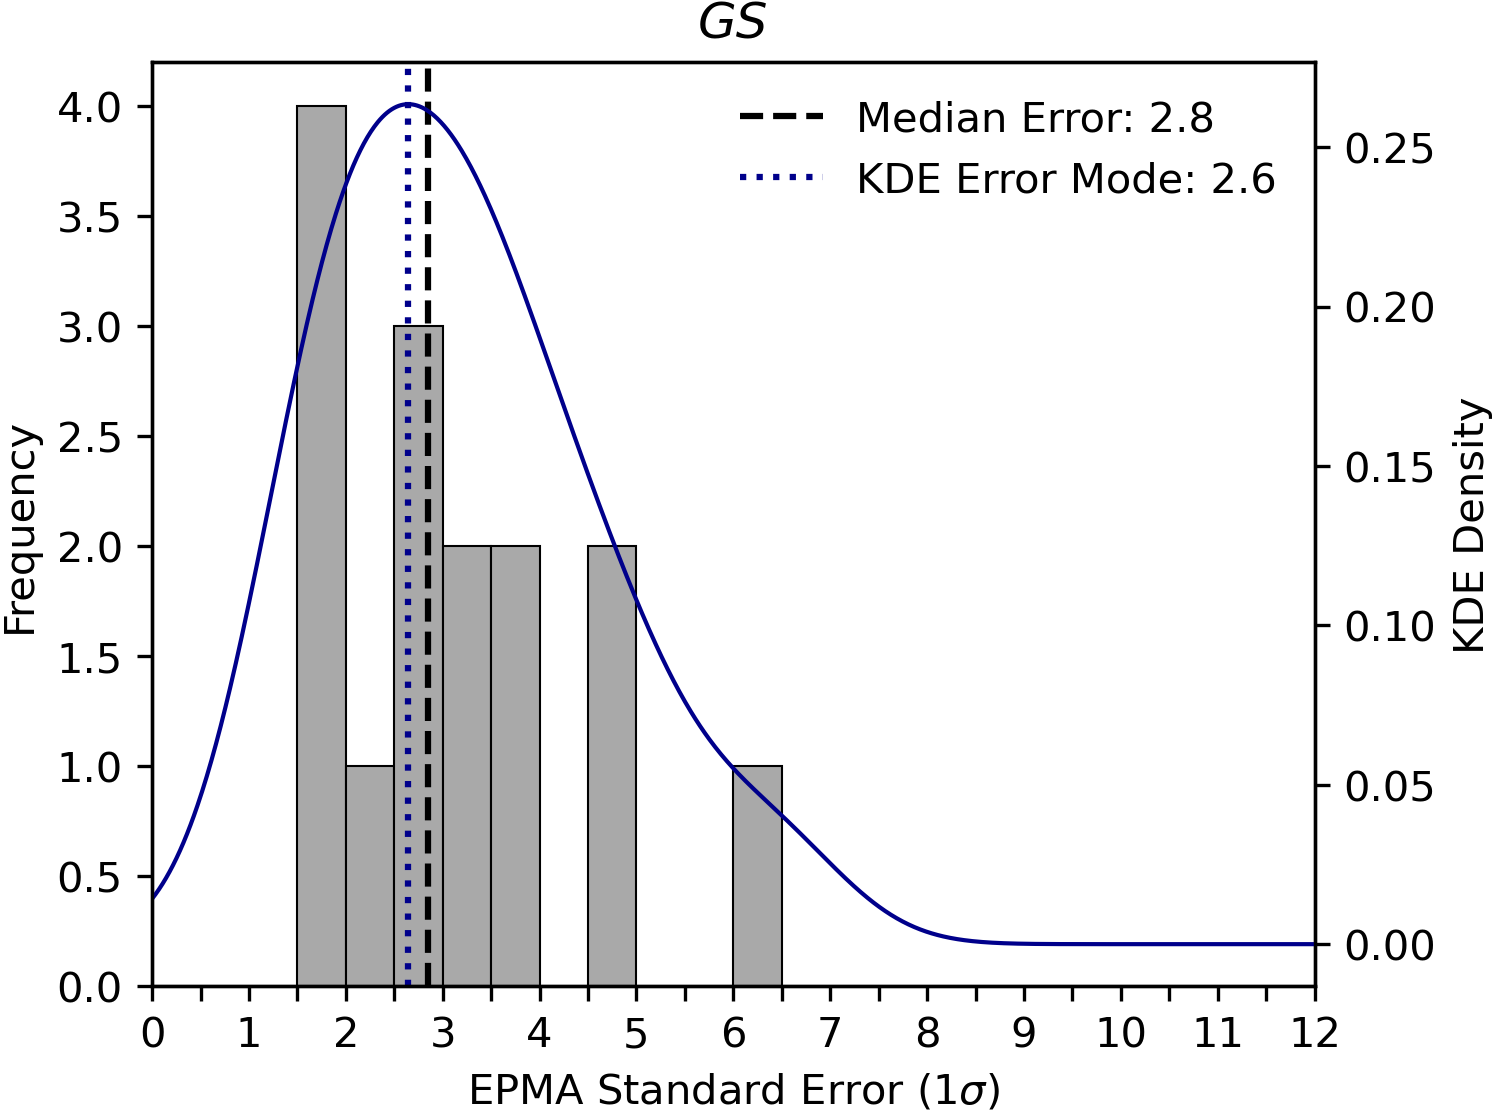 GS
Median Error: 2.8
KDE Error Mode: 2.6
Frequency
4.0
3.5
3.0
2.5
2.0
1.5
1.0
0.5
0.0
KDE Density
0.25
0.20
0.15
0.10
0.05
0.00
0 1 2 3 4 5 6 7 8 9 10 11 12
EPMA Standard Error (1σ)